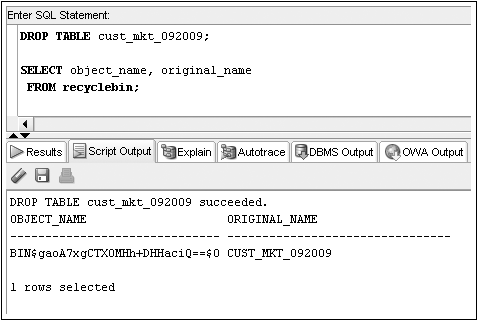 Enter SQL Statement:
DROP TABLE cust_mkt_092009;
SELECT object_name, original_name
FROM recyclebin;
Results Script Output Explain Autotrace DBMS Output OWA Output
DROP TABLE cust_mkt_092009 succeeded.
OBJECT_NAME ORIGINAL_NAME
------------------------------ --------------------------------
BIN$gaoA7xgCTX0MHh+DHHaciQ==$0 CUST_MKT_092009
1 rows selected